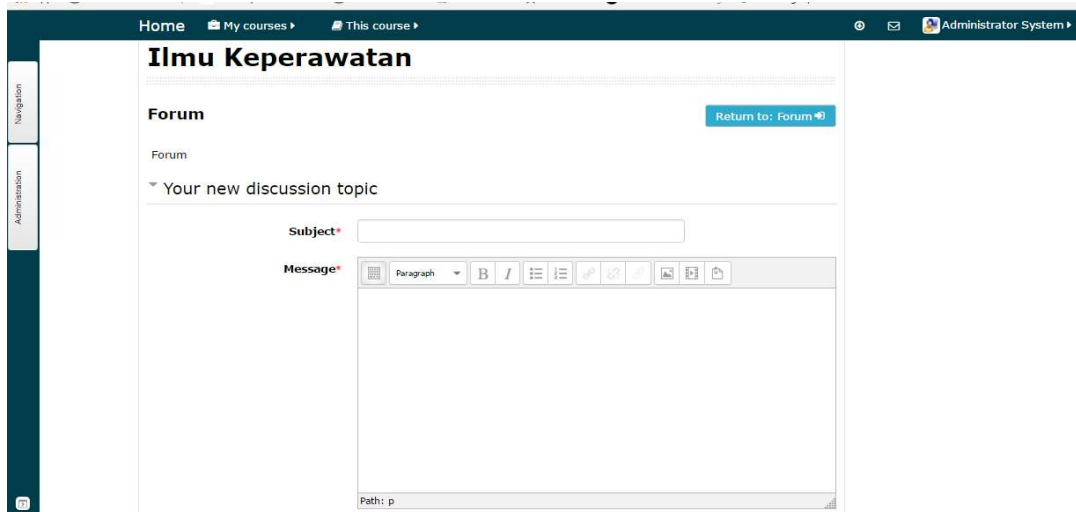 Home My courses This course Administrator System
Ilmu Keperawatan
Navigation
Forum
Return to: Forum
Forum
Administration
Your new discussion topic
Subject*
Message*
Paragraph B I
Path: p